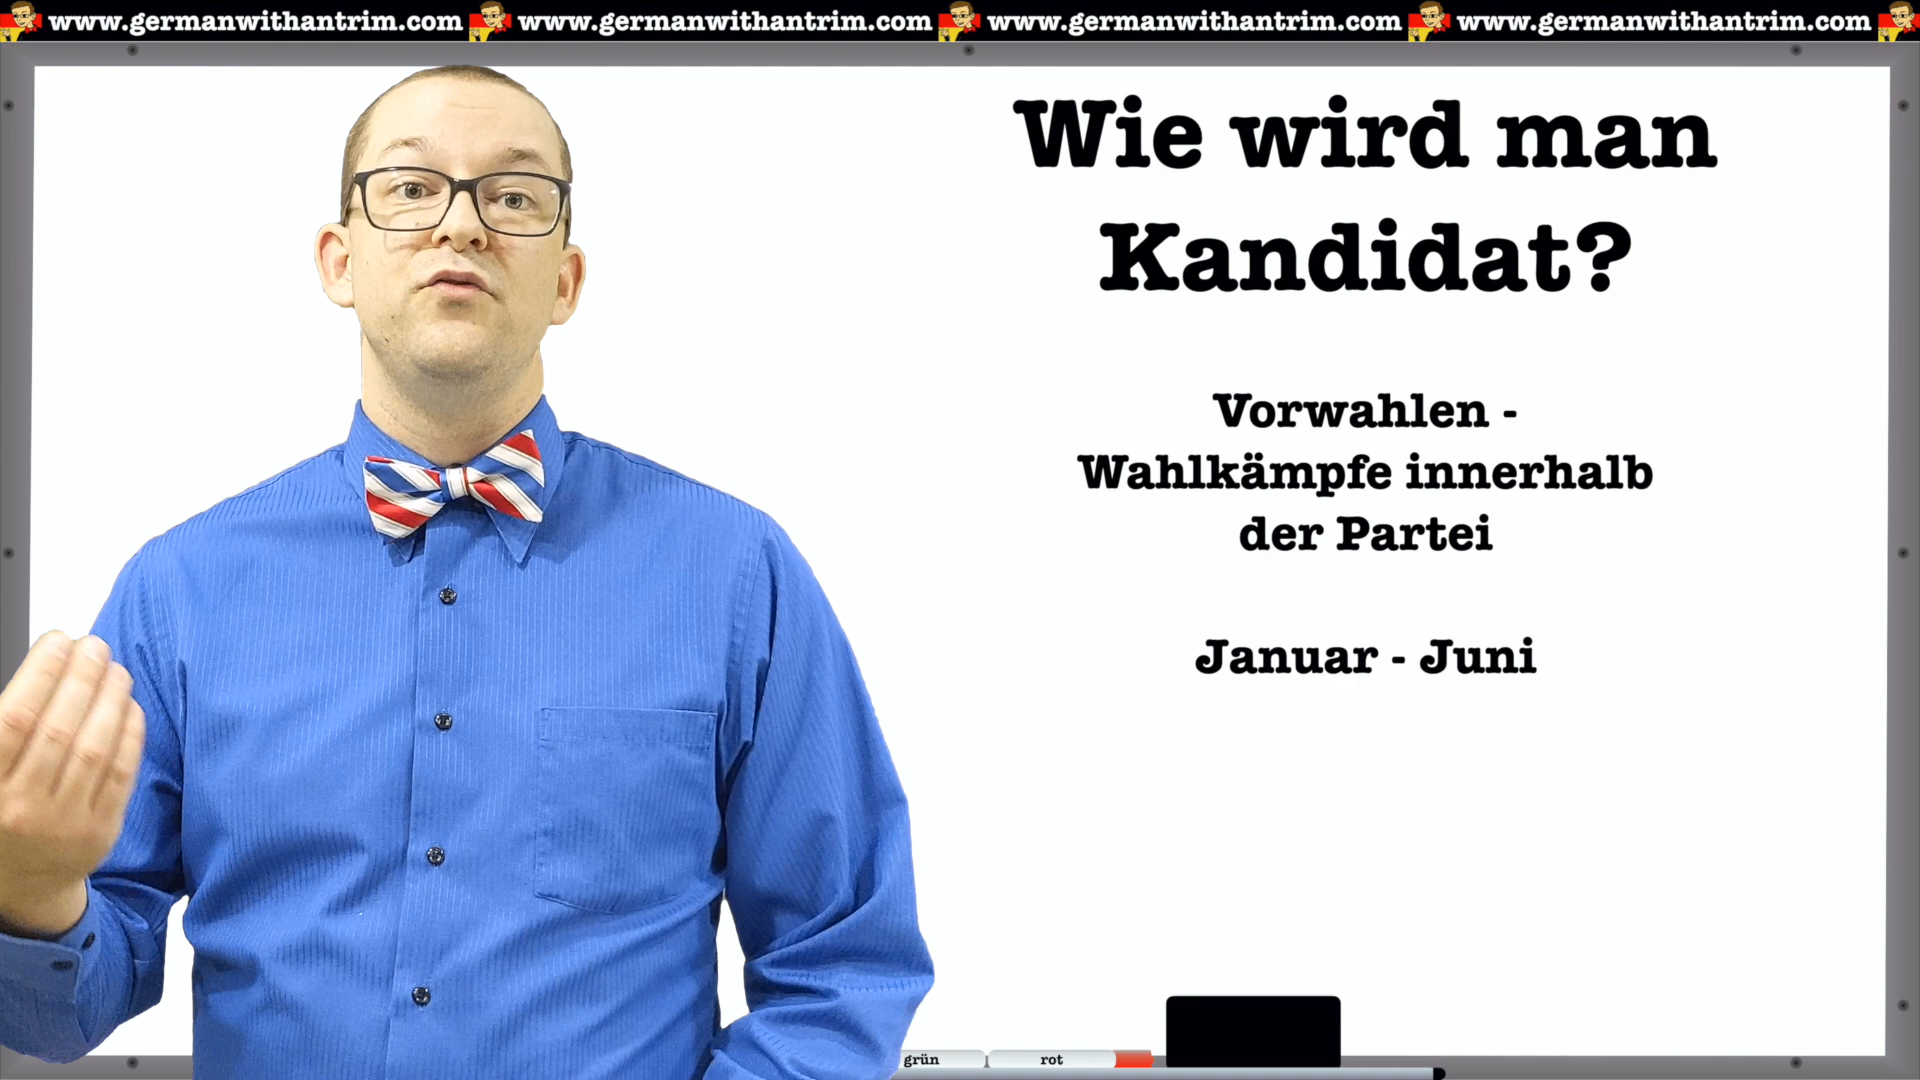 www.germanwithantrim.com www.germanwithantrim.com www.germanwithantrim.com www.germanwithantrim.com
Wie wird man
Kandidat?
Vorwahlen -
Wahlkämpfe innerhalb
der Partei
Januar - Juni
grün rot